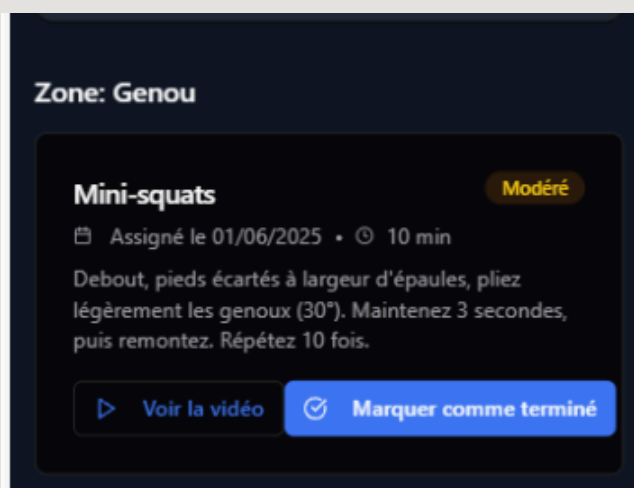 Zone: Genou
Mini-squats
Modéré
Assigné le 01/06/2025 • 10 min
Debout, pieds écartés à largeur d'épaules, pliez
légèrement les genoux (30°). Maintenez 3 secondes,
puis remontez. Répétez 10 fois.
Voir la vidéo
Marquer comme terminé